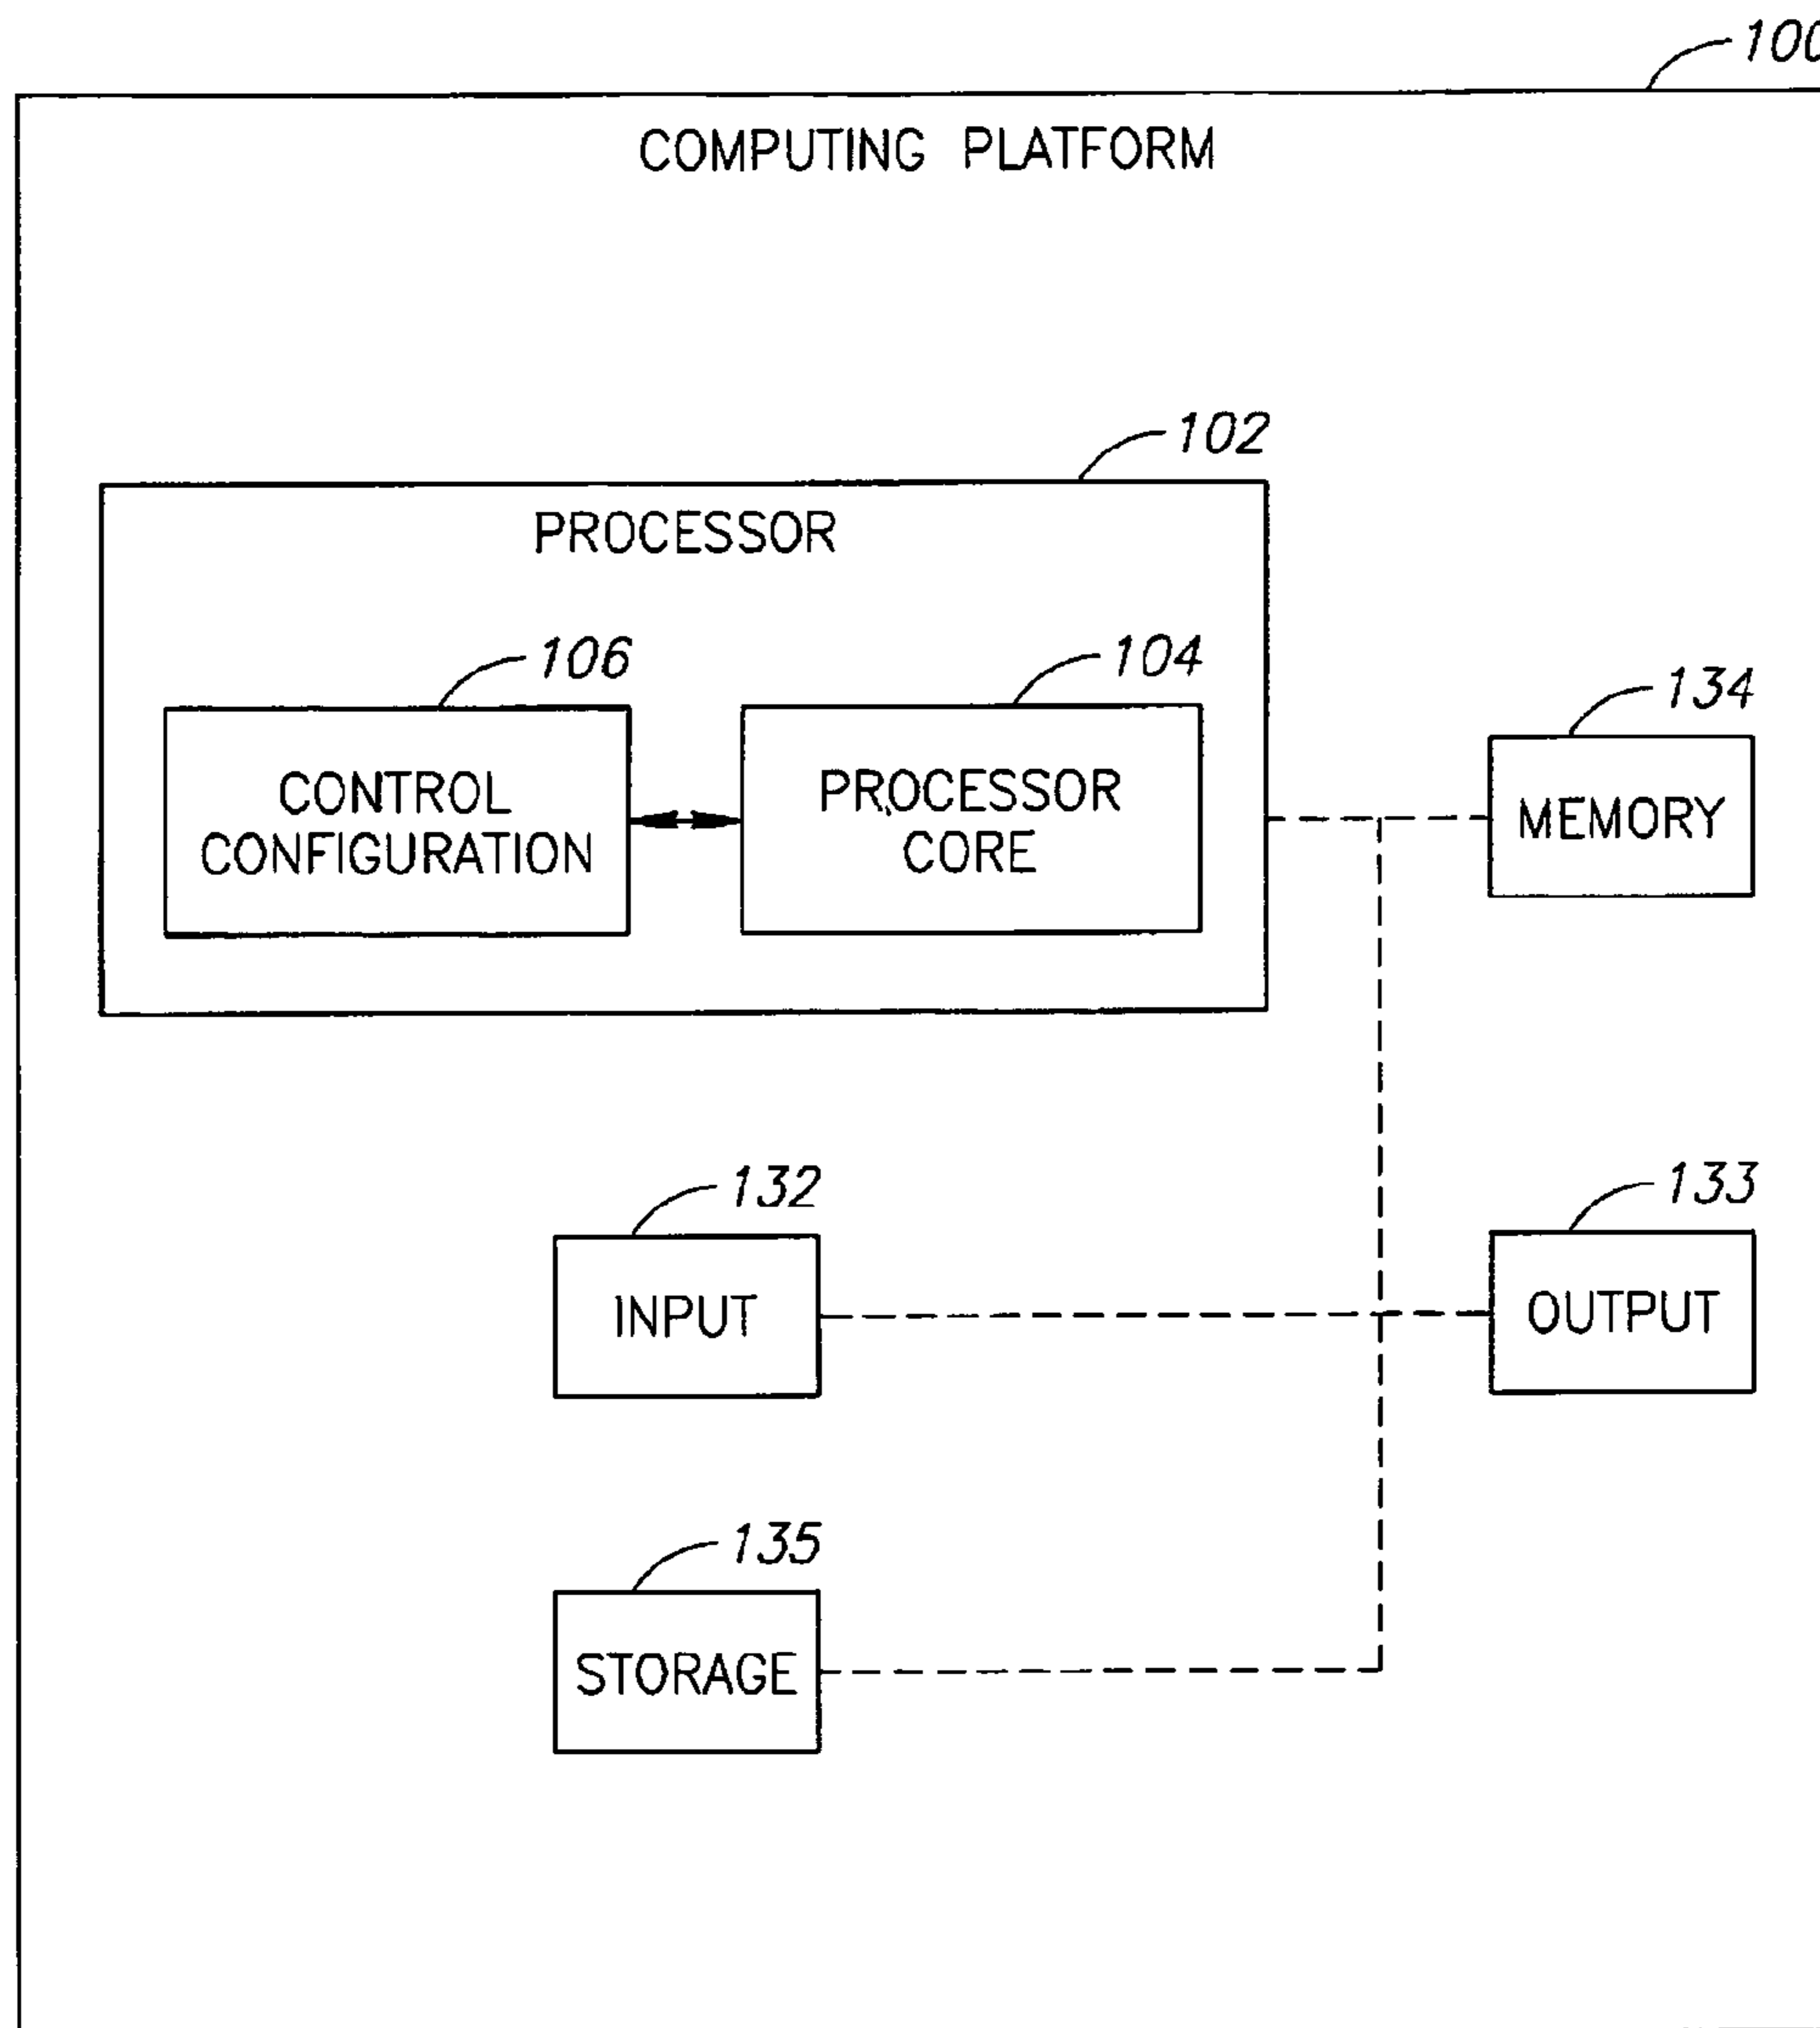 100
COMPUTING PLATFORM
102
PROCESSOR
106
104
CONTROL
CONFIGURATION
PROCESSOR
CORE
134
MEMORY
132
INPUT
133
OUTPUT
135
STORAGE